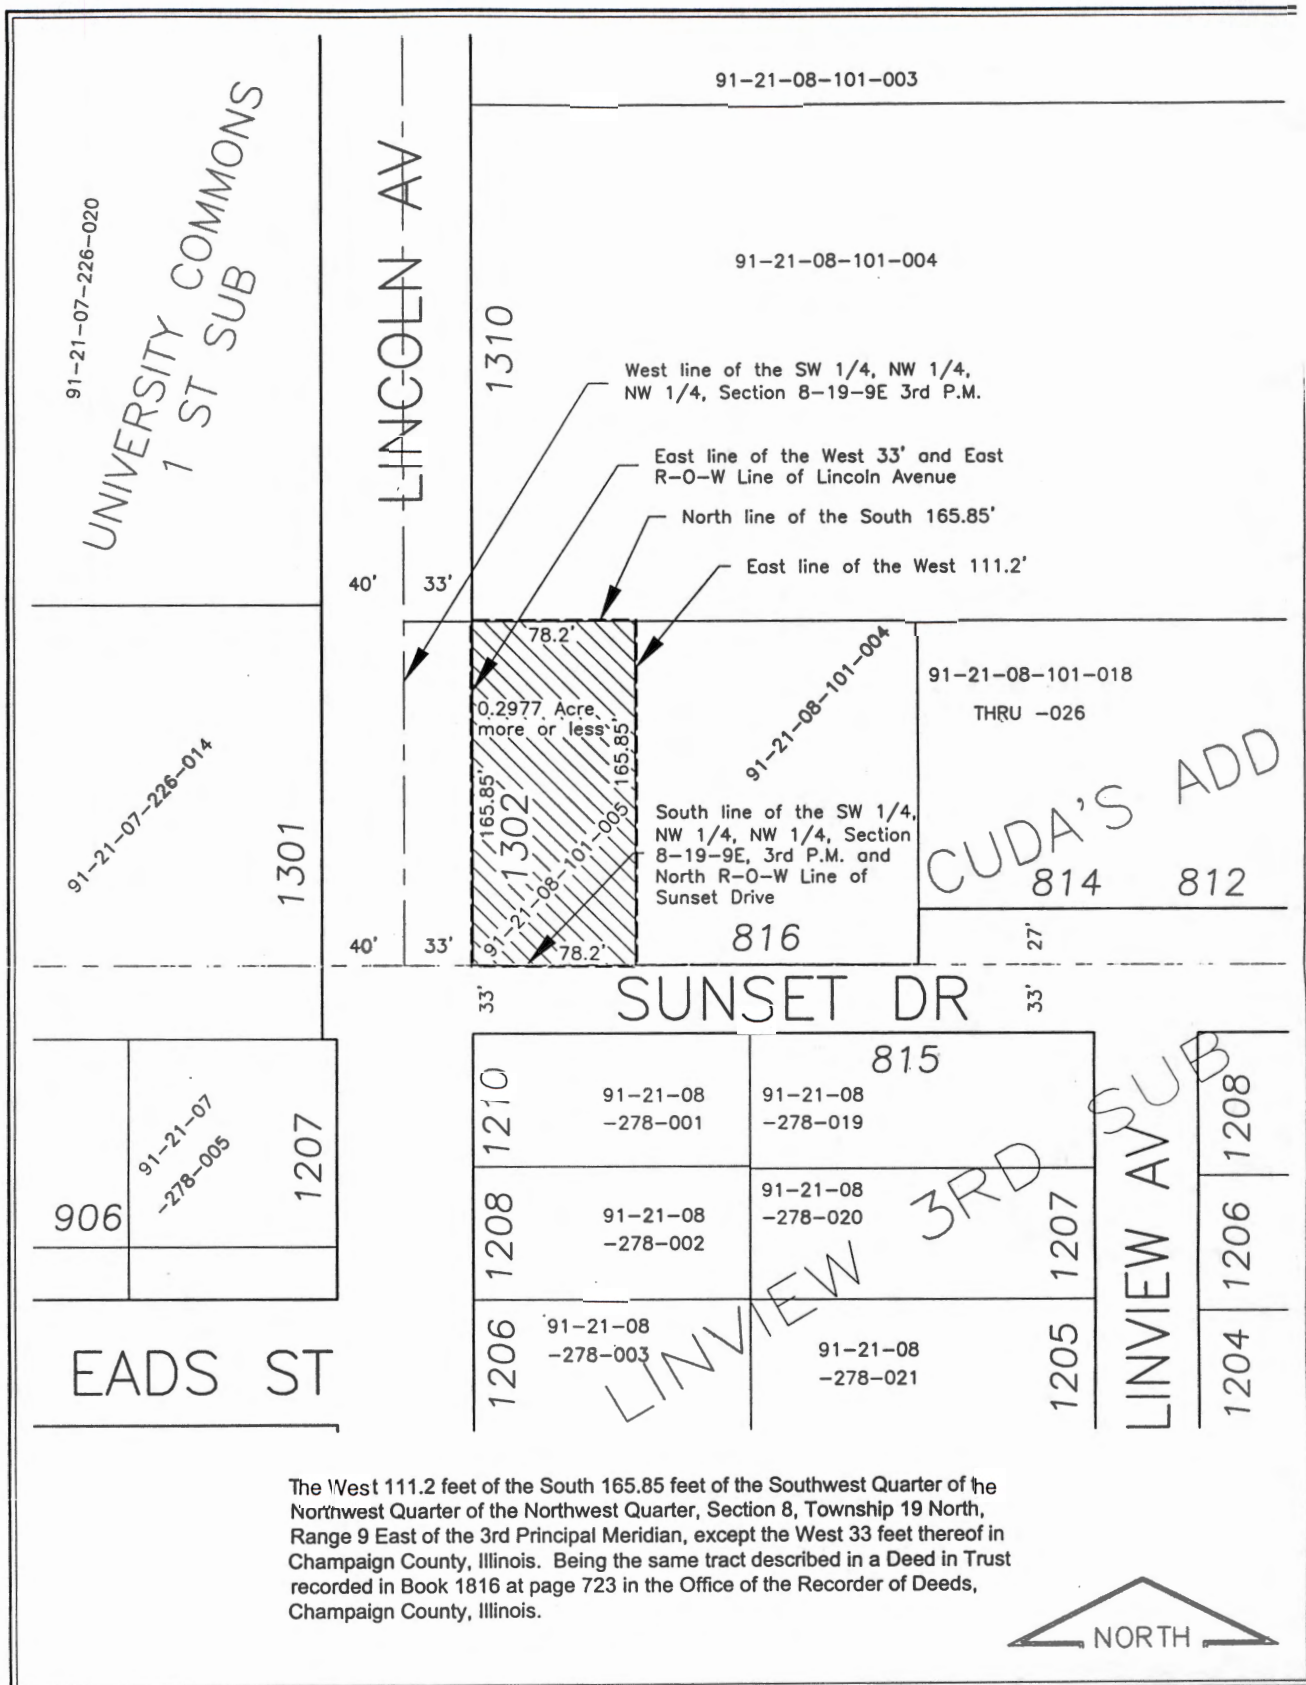 91-21-08-101-003
91-21-07-226-020
UNIVERSITY COMMONS
1 ST SUB
LINCOLN AV
1310
91-21-08-101-004
West line of the SW 1/4, NW 1/4,
NW 1/4, Section 8-19-9E 3rd P.M.
East line of the West 33' and East
R-O-W Line of Lincoln Avenue
North line of the South 165.85'
East line of the West 111.2'
40' 33'
78.2'
0.2977 Acre
more or less
165.85'
165.85'
1302
91-21-08-101-005
78.2'
91-21-08-101-004
91-21-08-101-018
THRU -026
CUDA'S ADD
91-21-07-226-014
1301
South line of the SW 1/4,
NW 1/4, NW 1/4, Section
8-19-9E, 3rd P.M. and
North R-O-W Line of
Sunset Drive
816
814 812
40' 33'
27'
33'
SUNSET DR
33'
906
91-21-07
-278-005
1207
1210
91-21-08
-278-001
815
91-21-08
-278-019
1208
91-21-08
-278-002
91-21-08
-278-020
1207
1206
91-21-08
-278-003
91-21-08
-278-021
1205
LINVIEW 3RD SUB
LINVIEW AV
1208
1206
1204
EADS ST
The West 111.2 feet of the South 165.85 feet of the Southwest Quarter of the
Northwest Quarter of the Northwest Quarter, Section 8, Township 19 North,
Range 9 East of the 3rd Principal Meridian, except the West 33 feet thereof in
Champaign County, Illinois. Being the same tract described in a Deed in Trust
recorded in Book 1816 at page 723 in the Office of the Recorder of Deeds,
Champaign County, Illinois.
NORTH